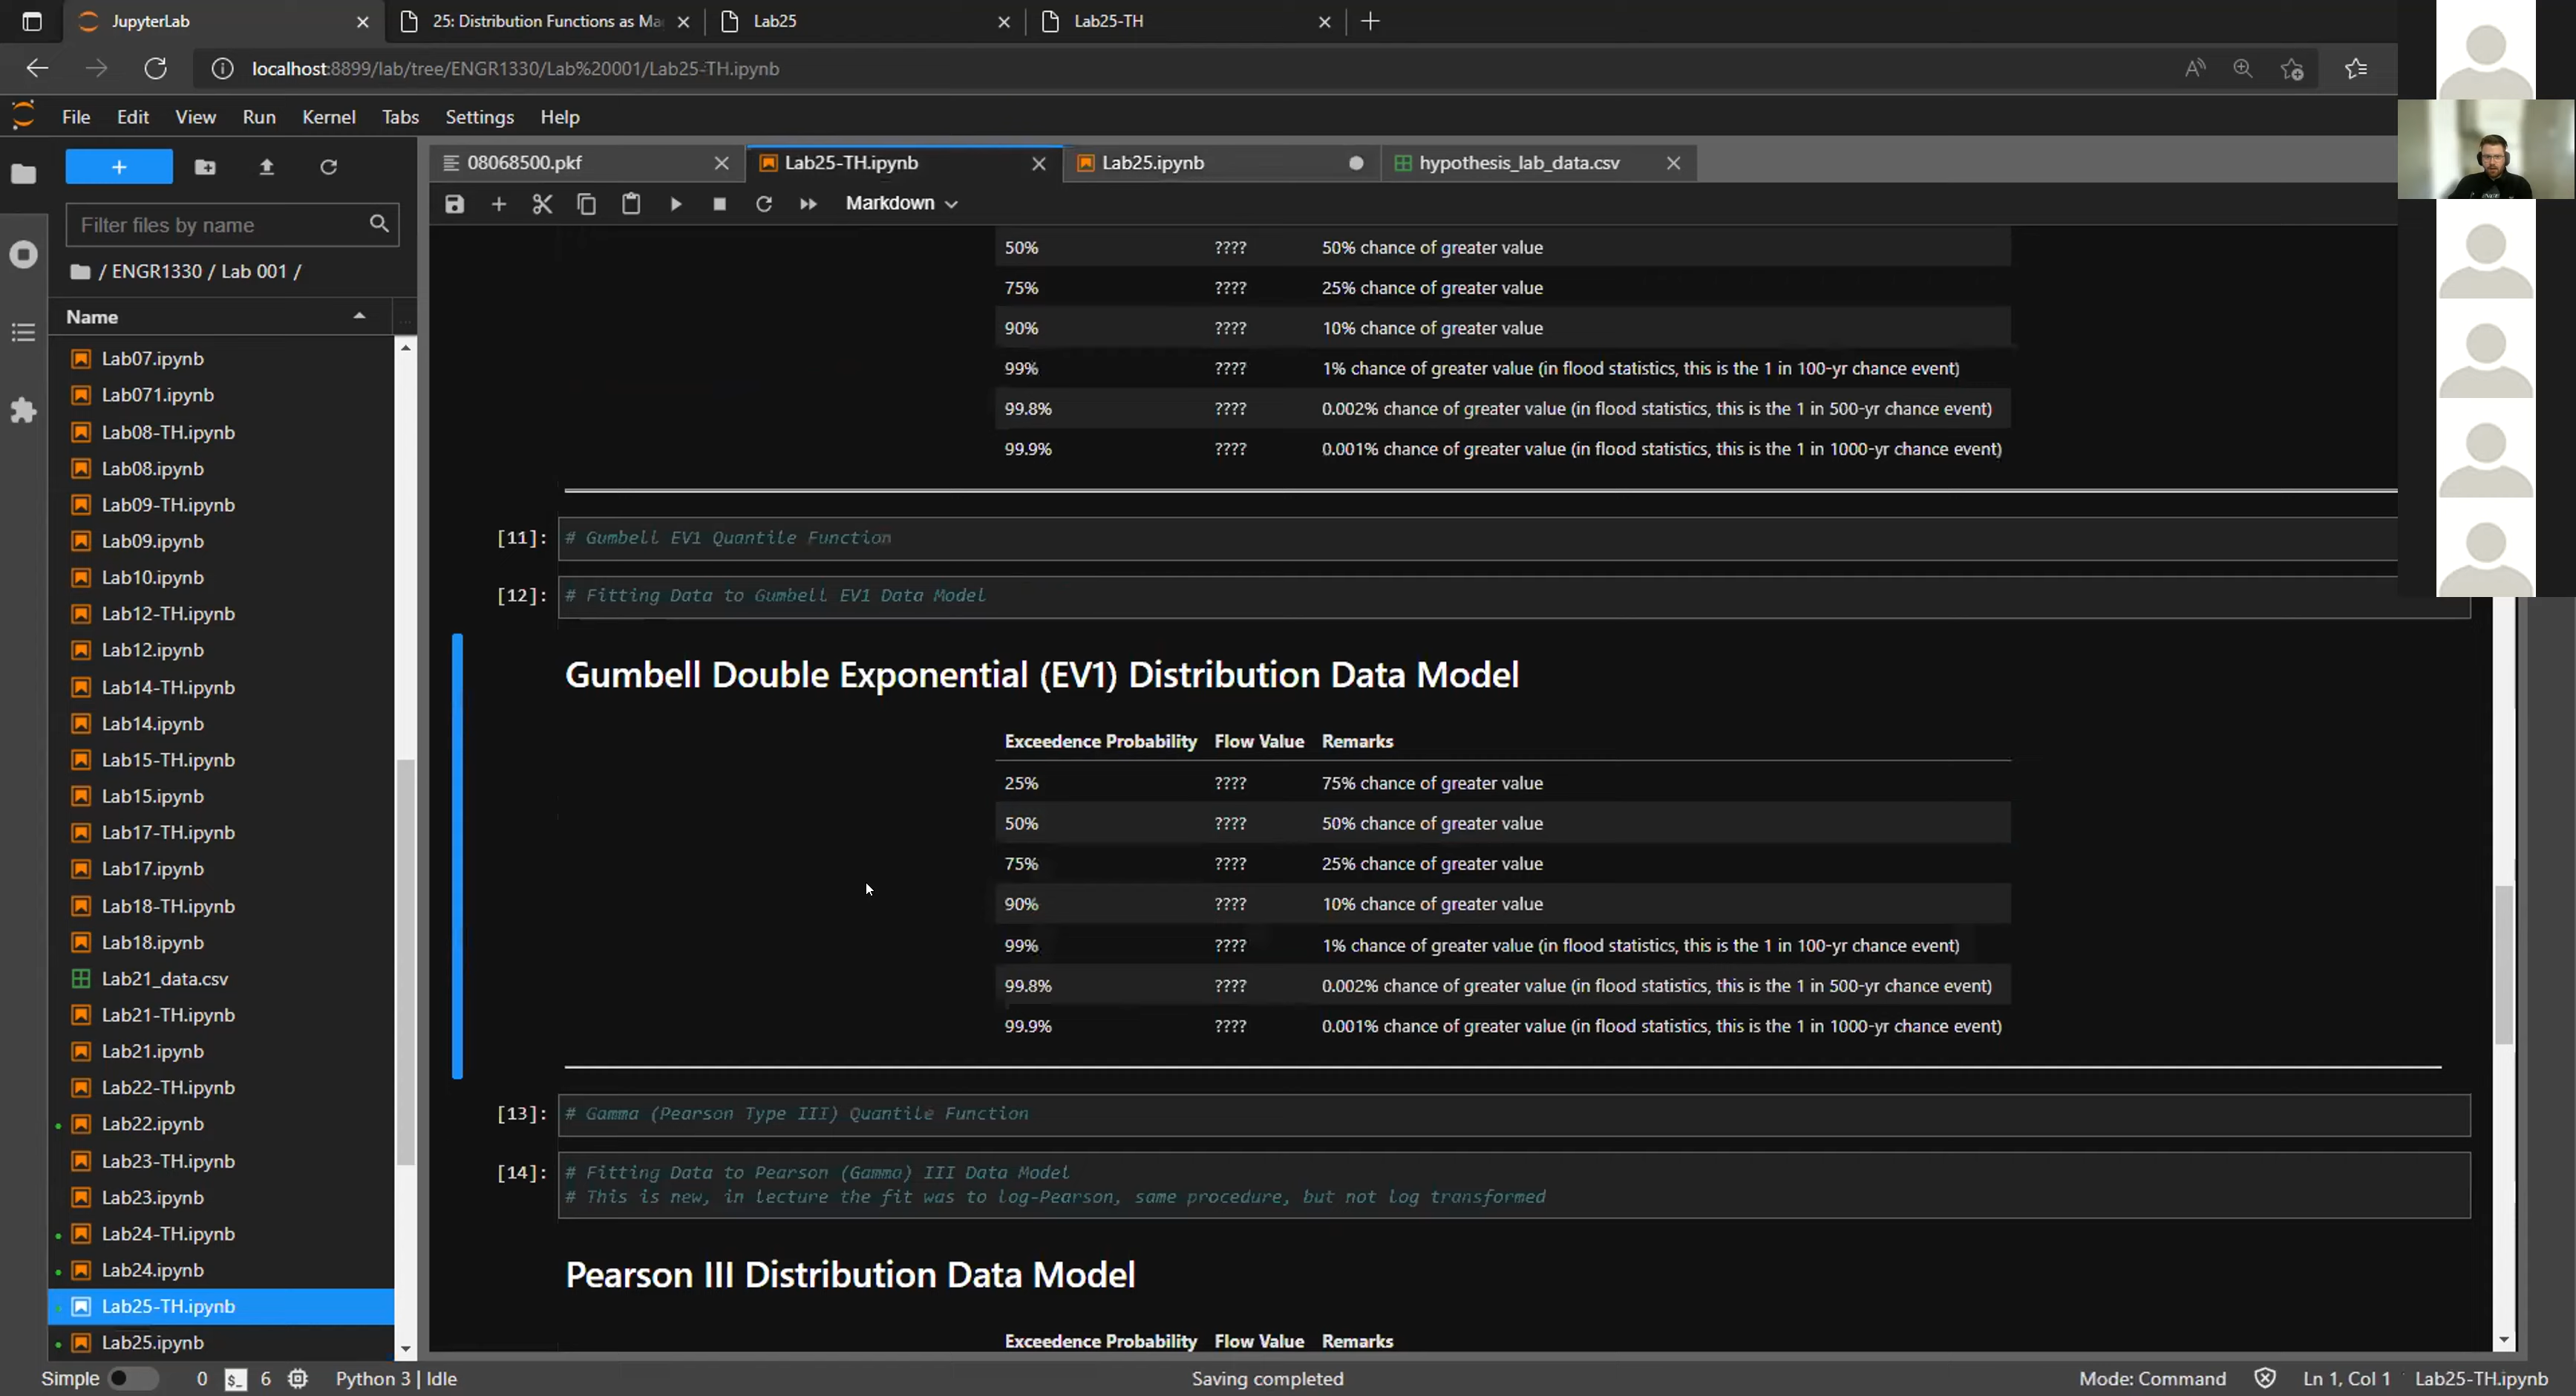 JupyterLab
25: Distribution Functions as Ma
Lab25
Lab25-TH
localhost:8899/lab/tree/ENGR1330/Lab%20001/Lab25-TH.ipynb
File Edit View Run Kernel Tabs Settings Help
08068500.pkf
Lab25-TH.ipynb
Lab25.ipynb
hypothesis_lab_data.csv
Markdown
Filter files by name
/ ENGR1330 / Lab 001 /
Name
Lab07.ipynb
Lab071.ipynb
Lab08-TH.ipynb
Lab08.ipynb
Lab09-TH.ipynb
Lab09.ipynb
Lab10.ipynb
Lab12-TH.ipynb
Lab12.ipynb
Lab14-TH.ipynb
Lab14.ipynb
Lab15-TH.ipynb
Lab15.ipynb
Lab17-TH.ipynb
Lab17.ipynb
Lab18-TH.ipynb
Lab18.ipynb
Lab21_data.csv
Lab21-TH.ipynb
Lab21.ipynb
Lab22-TH.ipynb
Lab22.ipynb
Lab23-TH.ipynb
Lab23.ipynb
Lab24-TH.ipynb
Lab24.ipynb
Lab25-TH.ipynb
Lab25.ipynb
50% ???? 50% chance of greater value
75% ???? 25% chance of greater value
90% ???? 10% chance of greater value
99% ???? 1% chance of greater value (in flood statistics, this is the 1 in 100-yr chance event)
99.8% ???? 0.002% chance of greater value (in flood statistics, this is the 1 in 500-yr chance event)
99.9% ???? 0.001% chance of greater value (in flood statistics, this is the 1 in 1000-yr chance event)
[11]: # Gumbell EV1 Quantile Function
[12]: # Fitting Data to Gumbell EV1 Data Model
Gumbell Double Exponential (EV1) Distribution Data Model
Exceedence Probability Flow Value Remarks
25% ???? 75% chance of greater value
50% ???? 50% chance of greater value
75% ???? 25% chance of greater value
90% ???? 10% chance of greater value
99% ???? 1% chance of greater value (in flood statistics, this is the 1 in 100-yr chance event)
99.8% ???? 0.002% chance of greater value (in flood statistics, this is the 1 in 500-yr chance event)
99.9% ???? 0.001% chance of greater value (in flood statistics, this is the 1 in 1000-yr chance event)
[13]: # Gamma (Pearson Type III) Quantile Function
[14]: # Fitting Data to Pearson (Gamma) III Data Model
# This is new, in lecture the fit was to log-Pearson, same procedure, but not log transformed
Pearson III Distribution Data Model
Exceedence Probability Flow Value Remarks
Simple 0 $_ 6 Python 3 | Idle Saving completed Mode: Command Ln 1, Col 1 Lab25-TH.ipynb